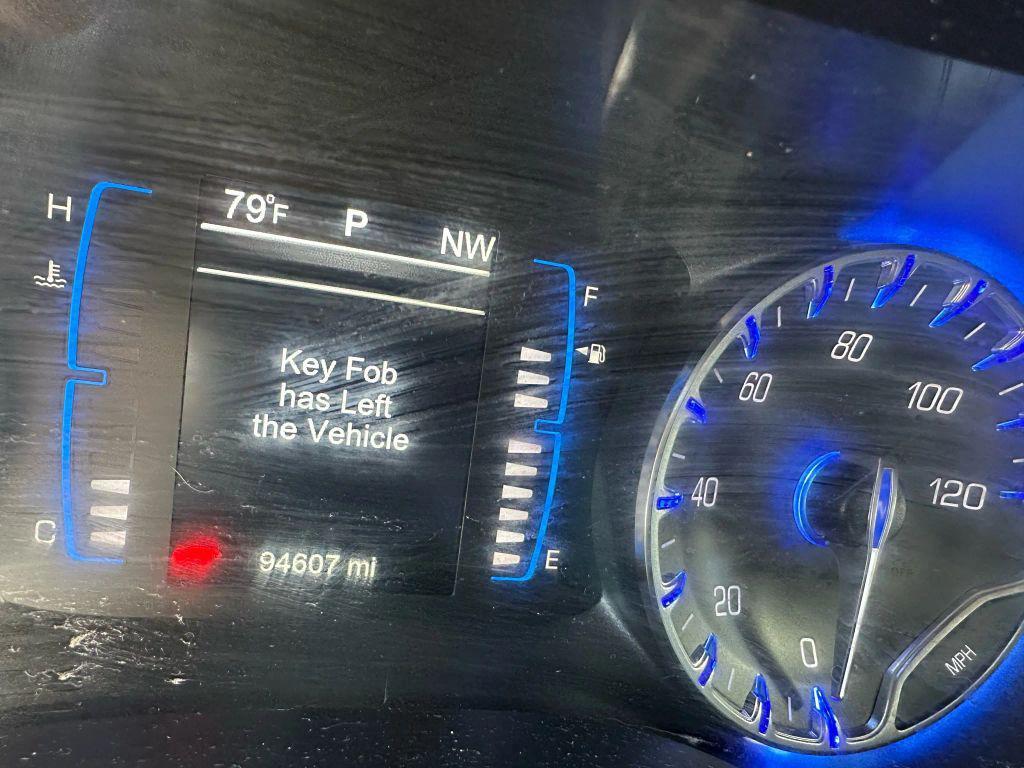 79°F P NW
H
F
Key Fob
has Left
the Vehicle
C
E
94607 mi
0
20
40
60
80
100
120
MPH